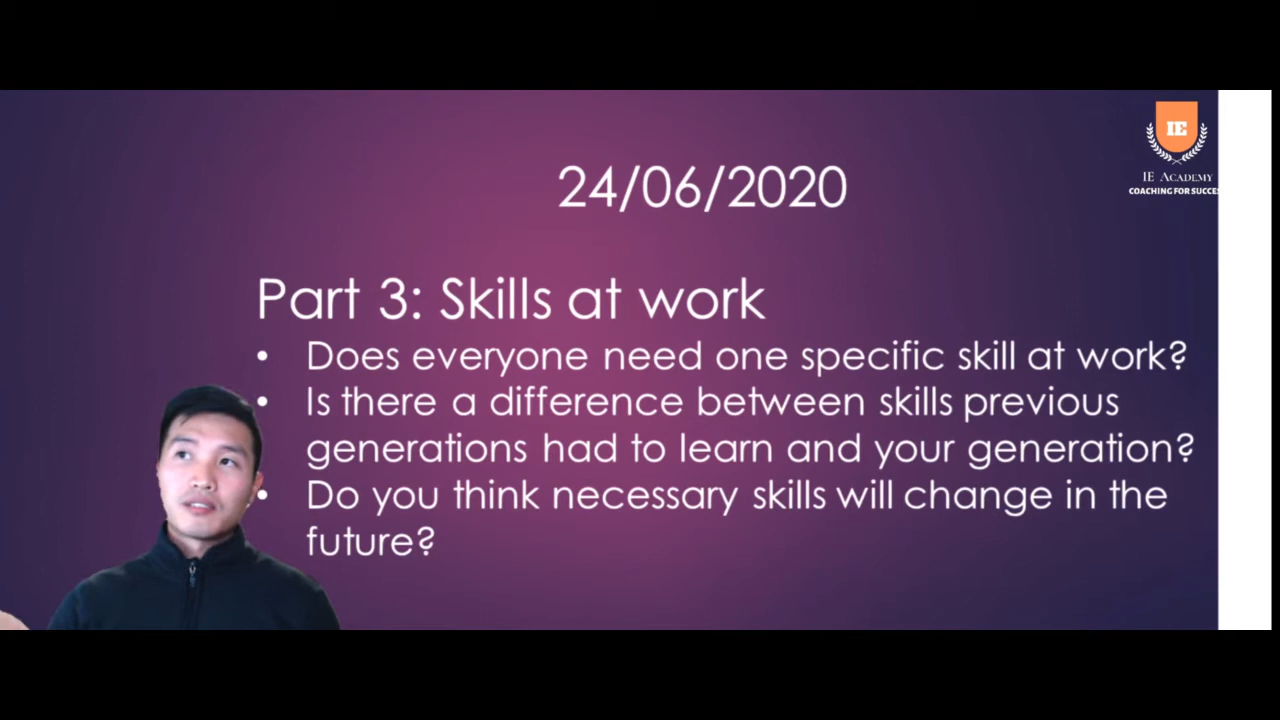 IE
IE ACADEMY
COACHING FOR
24/06/2020
Part 3: Skills at work
• Does everyone need one specific skill at work?
• Is there a difference between skills previous
generations had to learn and your generation?
• Do you think necessary skills will change in the
future?